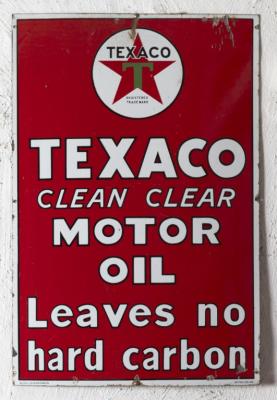 TEXACO
T
REGISTERED
TRADE MARK
TEXACO
CLEAN CLEAR
MOTOR
OIL
Leaves no
hard carbon